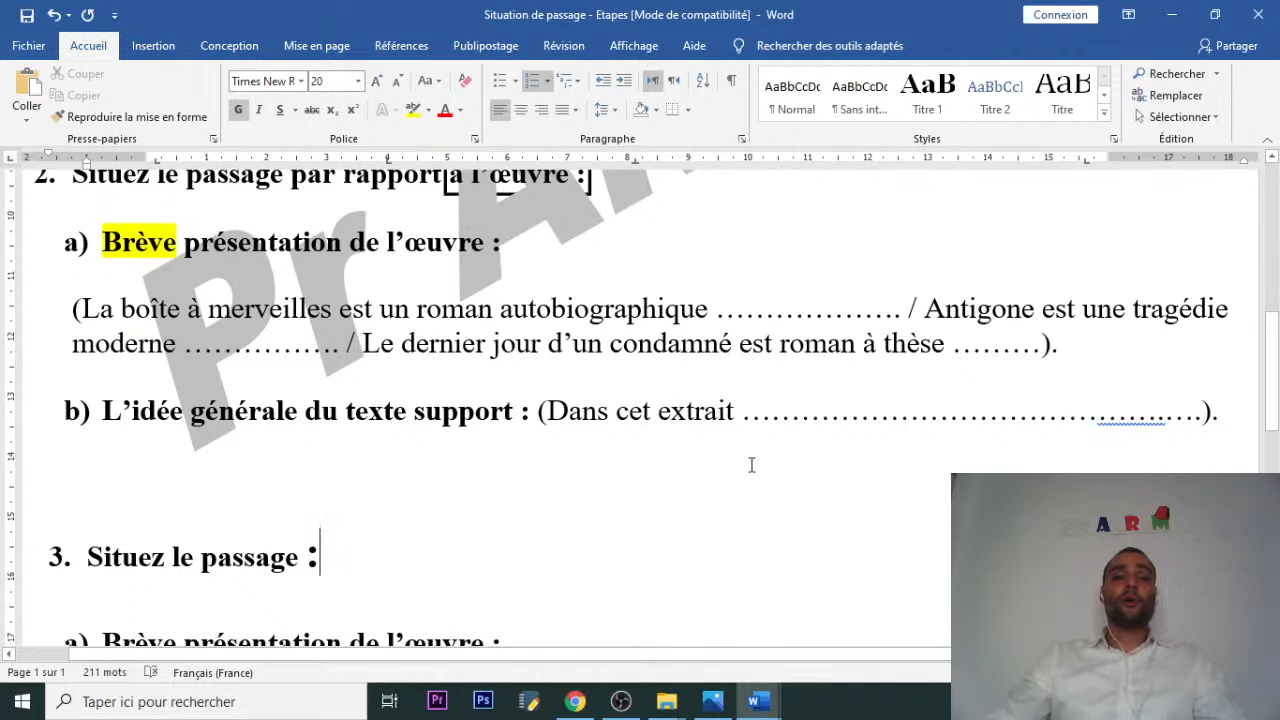 Situation de passage - Etapes [Mode de compatibilité] - Word
Connexion
Fichier Accueil Insertion Conception Mise en page Références Publipostage Révision Affichage Aide Rechercher des outils adaptés Partager
Coller
Couper
Copier
Reproduire la mise en forme
Presse-papiers
Times New R 20
G I S abc x₂ x²
Police
Paragraphe
AaBbCcDc AaBbCcDc AaB AaBbCcl AaB
¶ Normal ¶ Sans int... Titre 1 Titre 2 Titre
Styles
Rechercher
Remplacer
Sélectionner
Édition
2. Situez le passage par rapport à l’œuvre :
a) Brève présentation de l’œuvre :
(La boîte à merveilles est un roman autobiographique …………………. / Antigone est une tragédie
moderne ………………. / Le dernier jour d’un condamné est roman à thèse ………).
b) L’idée générale du texte support : (Dans cet extrait ……………………………………………….….).
3. Situez le passage :
a) Brève présentation de l’œuvre :
Pr
A R M
Page 1 sur 1 211 mots Français (France)
Taper ici pour rechercher